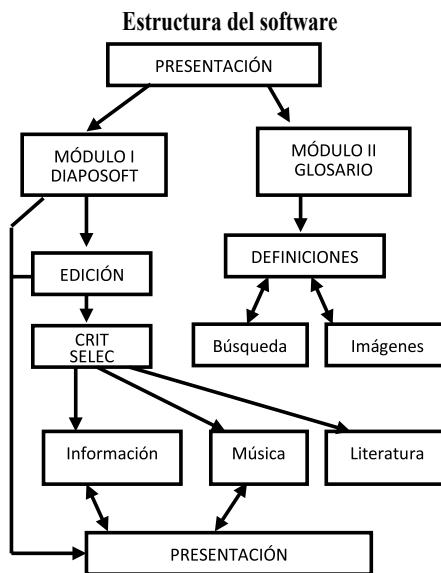 Estructura del software
PRESENTACIÓN
MÓDULO I
DIAPOSOFT
MÓDULO II
GLOSARIO
EDICIÓN
DEFINICIONES
CRIT
SELEC
Búsqueda
Imágenes
Información
Música
Literatura
PRESENTACIÓN